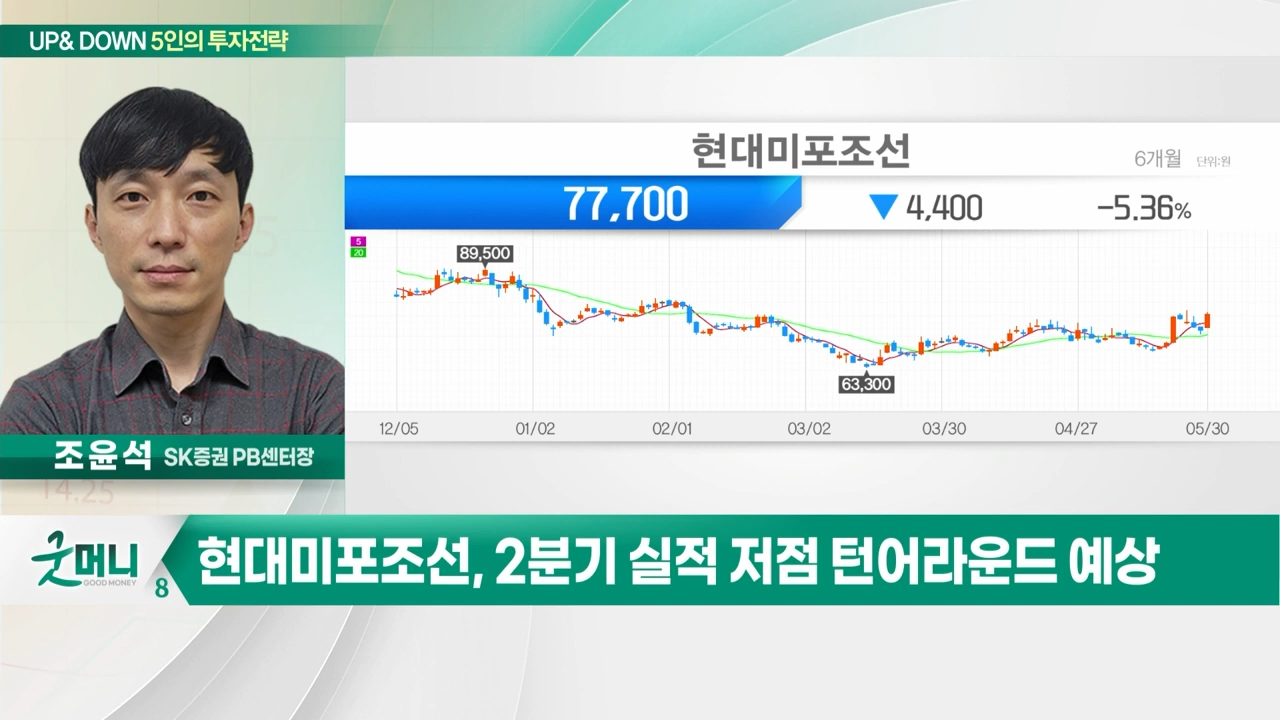 UP& DOWN 5인의 투자전략
현대미포조선
6개월 단위:원
77,700 ▼ 4,400 -5.36%
5
20
89,500
63,300
12/05 01/02 02/01 03/02 03/30 04/27 05/30
조윤석 SK증권 PB센터장
14.25
굿머니
GOOD MONEY
8
현대미포조선, 2분기 실적 저점 턴어라운드 예상